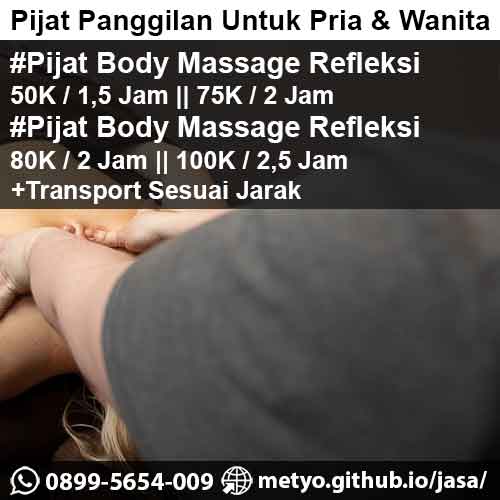 Pijat Panggilan Untuk Pria & Wanita
#Pijat Body Massage Refleksi
50K / 1,5 Jam || 75K / 2 Jam
#Pijat Body Massage Refleksi
80K / 2 Jam || 100K / 2,5 Jam
+Transport Sesuai Jarak
0899-5654-009 metyo.github.io/jasa/